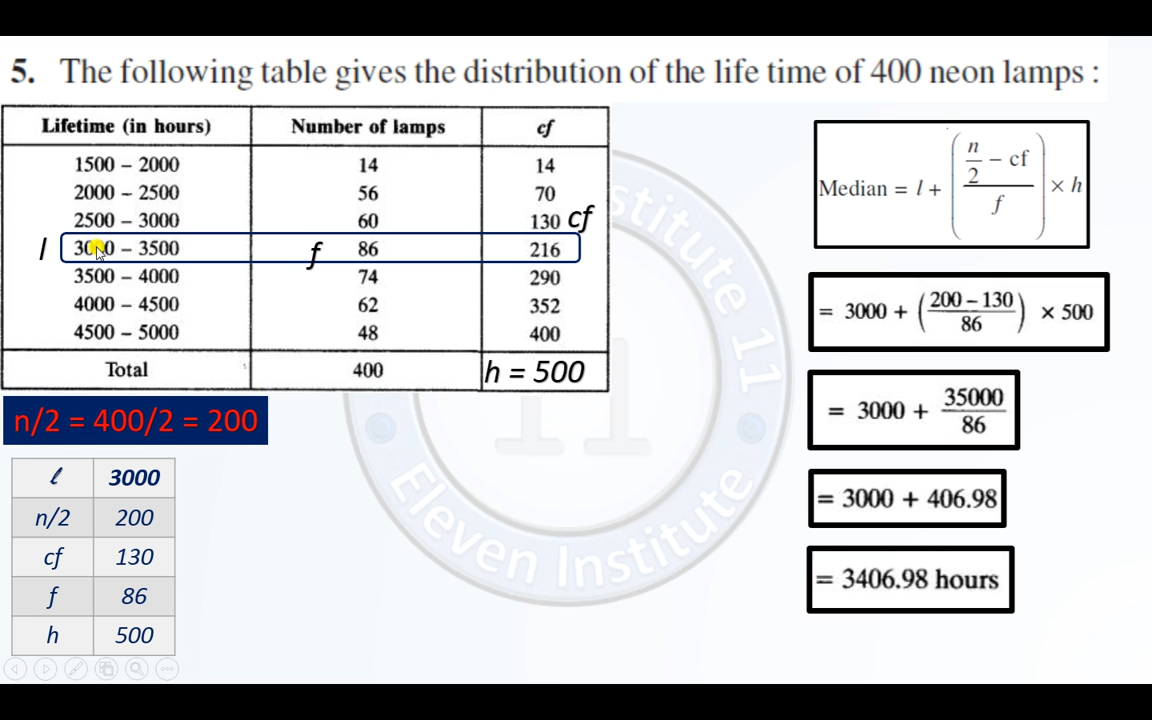 5. The following table gives the distribution of the life time of 400 neon lamps :
Lifetime (in hours) Number of lamps cf
1500 – 2000 14 14
2000 – 2500 56 70
2500 – 3000 60 130 cf
l 3000 – 3500 f 86 216
3500 – 4000 74 290
4000 – 4500 62 352
4500 – 5000 48 400
Total 400 h = 500
n/2 = 400/2 = 200
ℓ 3000
n/2 200
cf 130
f 86
h 500
Median = l + ( (n/2 – cf) / f ) × h
= 3000 + ( (200 – 130) / 86 ) × 500
= 3000 + 35000 / 86
= 3000 + 406.98
= 3406.98 hours
stitute 11
11
Eleven Institute